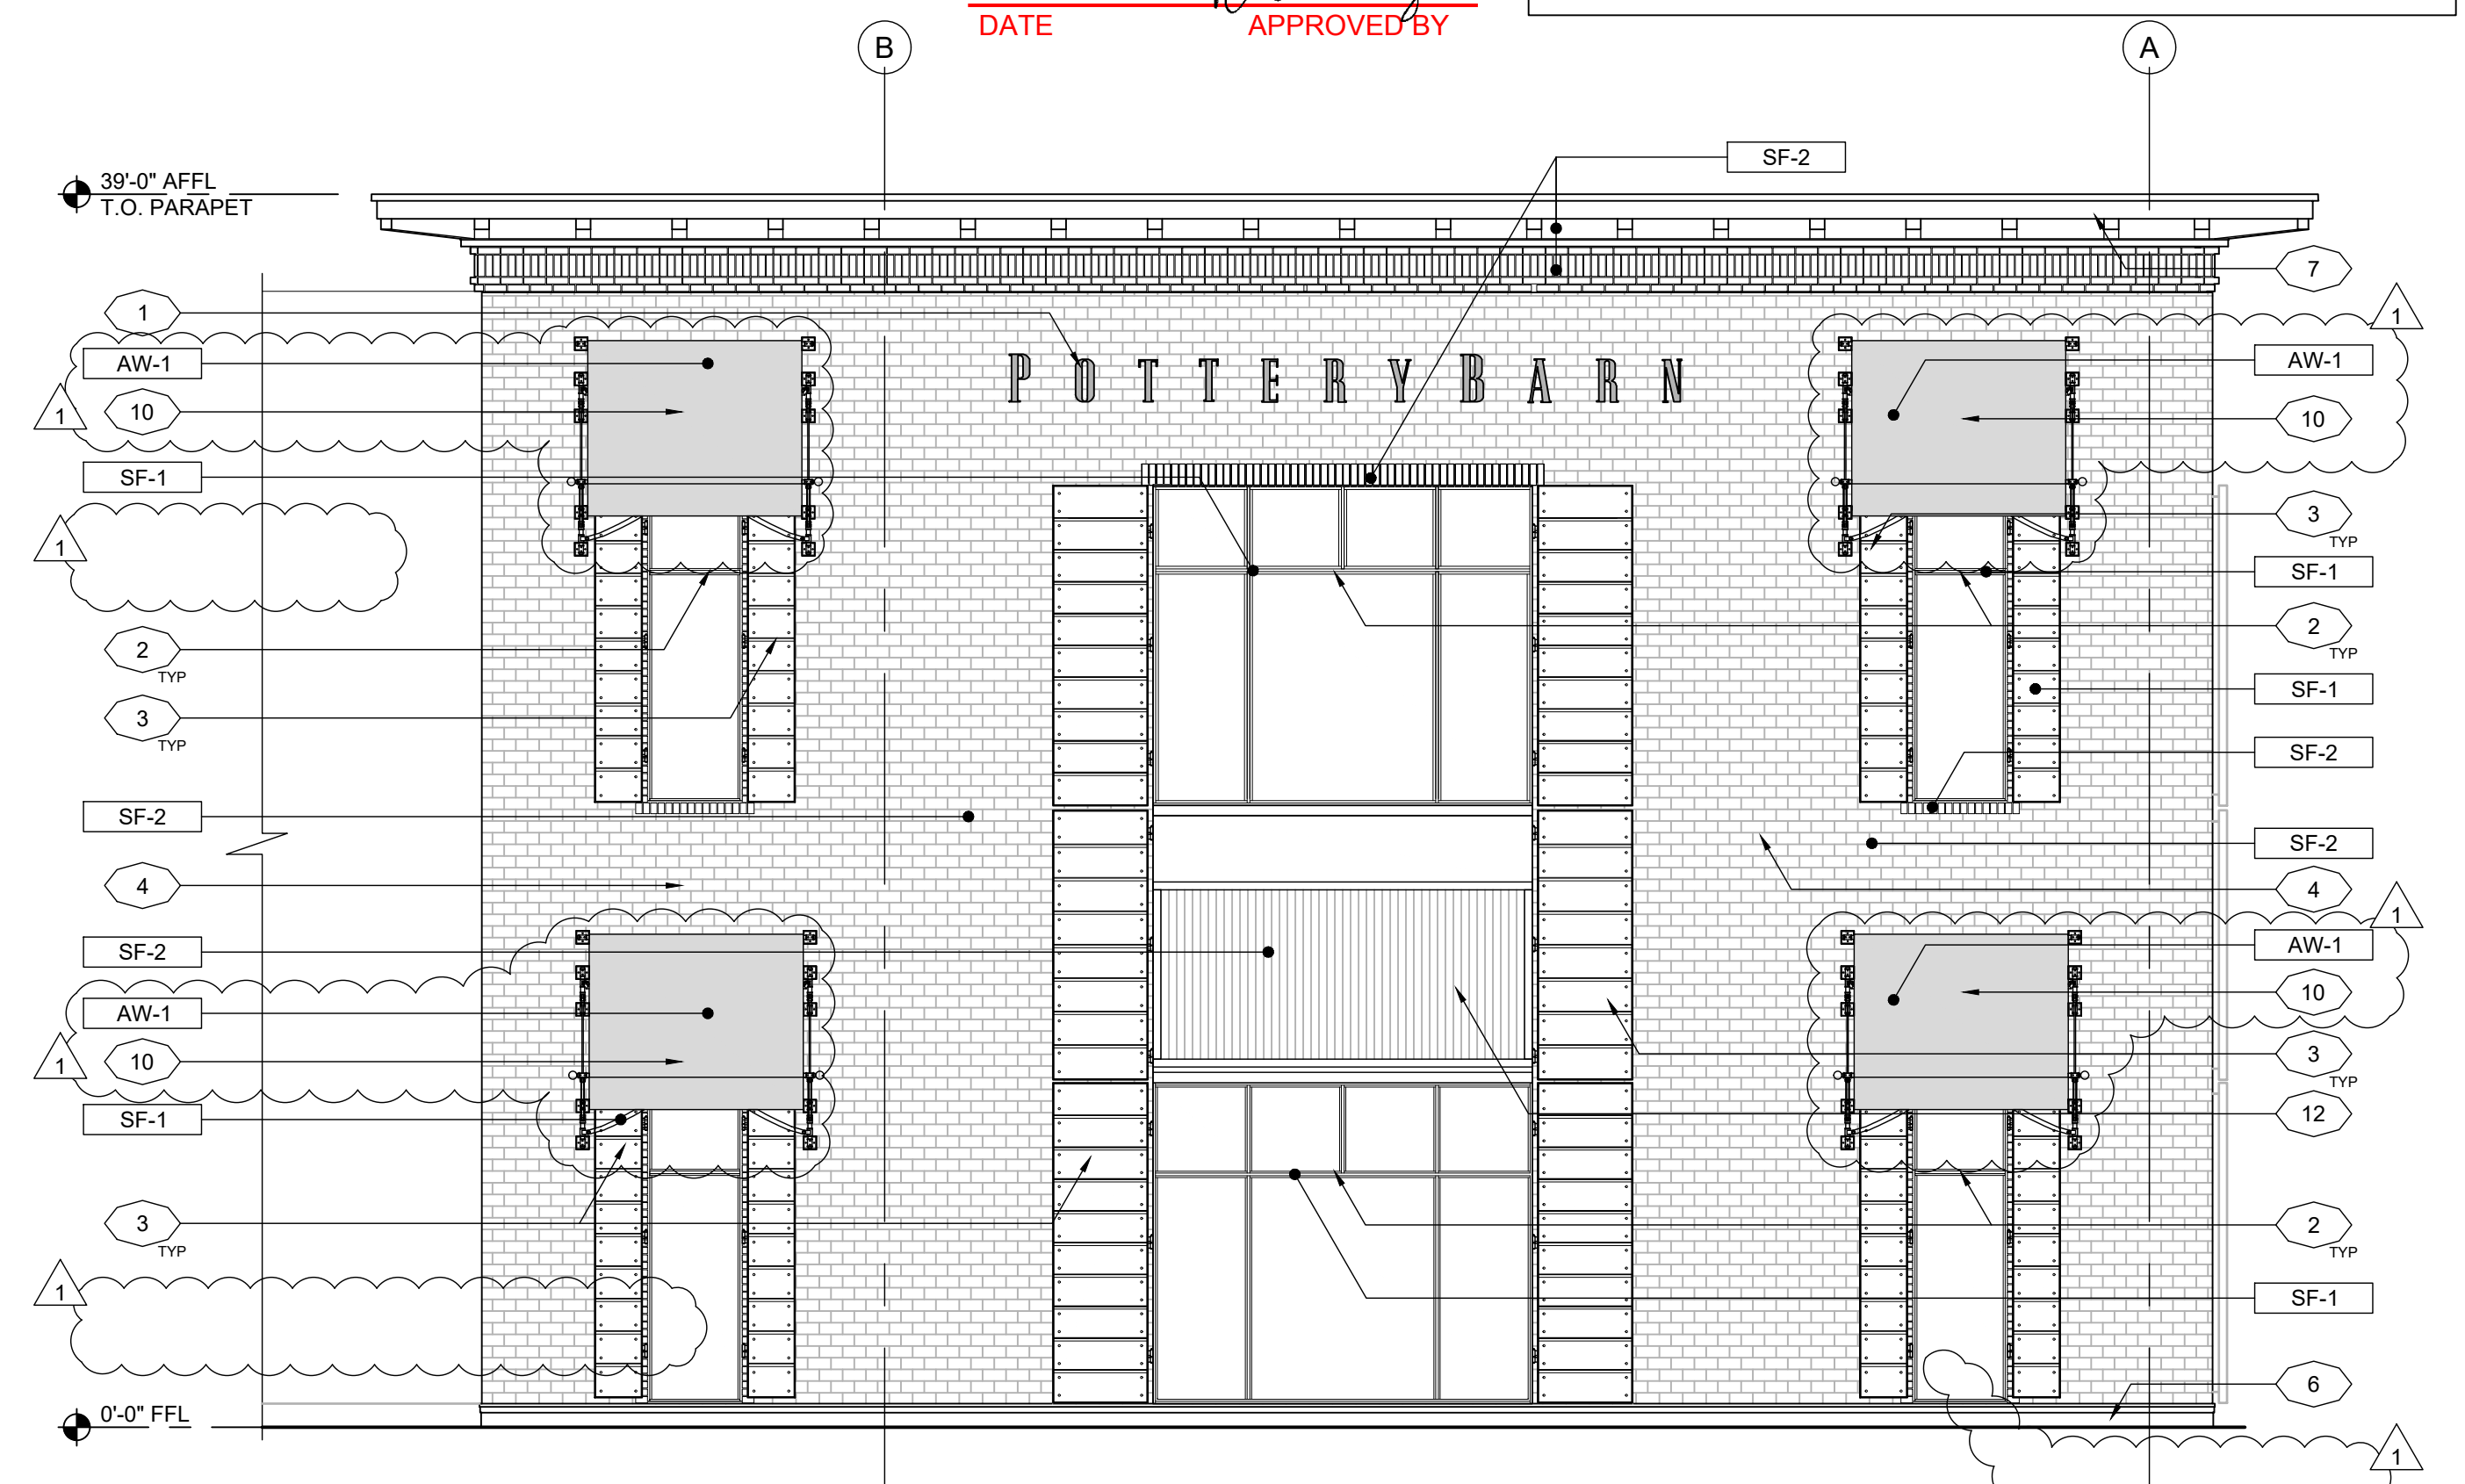 DATE APPROVED BY
B A
SF-2
39'-0" AFFL
T.O. PARAPET
7
1
1
POTTERYBARN
AW-1
AW-1
10
1
10
SF-1
3
TYP
1
SF-1
2
TYP
2
TYP
SF-1
3
TYP
SF-2
SF-2
SF-2
4
4
1
SF-2
AW-1
10
AW-1
10
1
3
TYP
SF-1
12
3
TYP
2
TYP
1
SF-1
6
0'-0" FFL
1